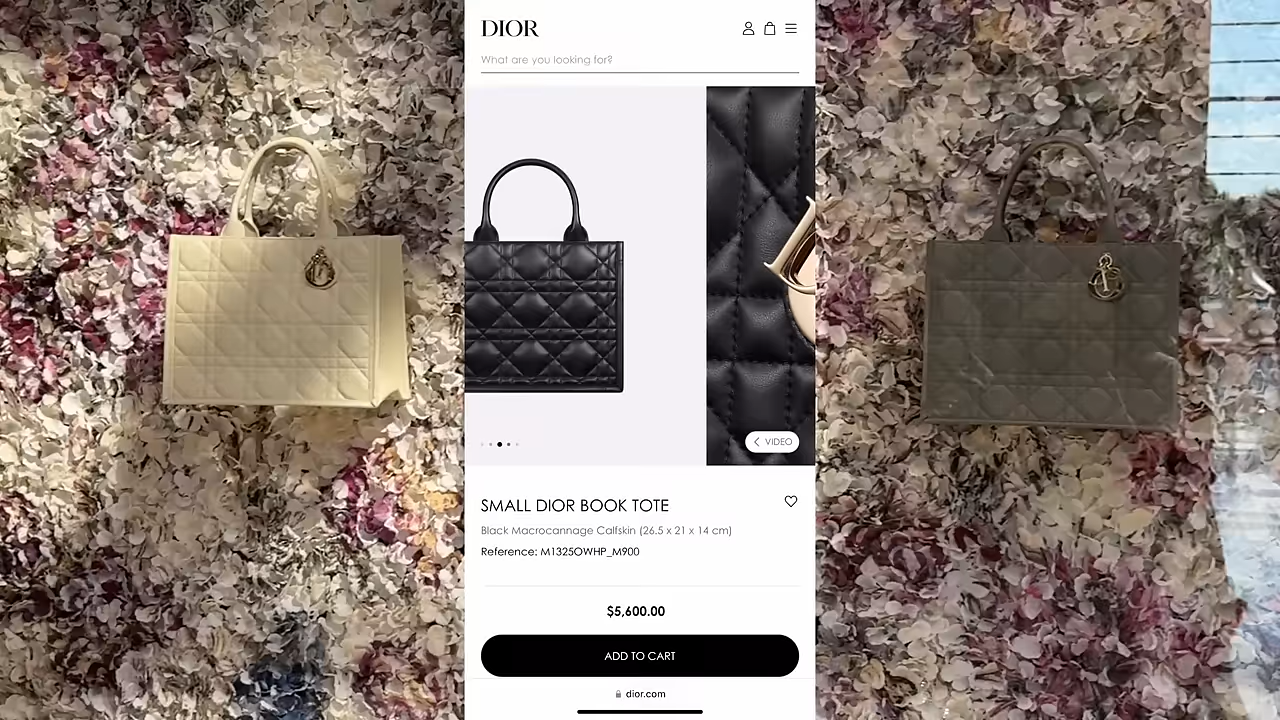 DIOR
What are you looking for?
VIDEO
SMALL DIOR BOOK TOTE
Black Macrocannage Calfskin (26.5 x 21 x 14 cm)
Reference: M1325OWHP_M900
$5,600.00
ADD TO CART
dior.com